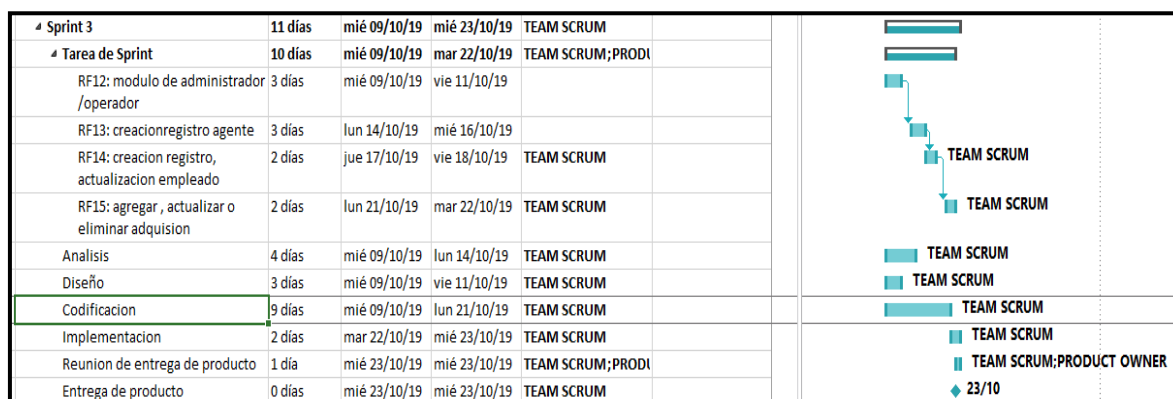 Sprint 3 11 días mié 09/10/19 mié 23/10/19 TEAM SCRUM
Tarea de Sprint 10 días mié 09/10/19 mar 22/10/19 TEAM SCRUM;PRODU
RF12: modulo de administrador 3 días mié 09/10/19 vie 11/10/19
/operador
RF13: creacionregistro agente 3 días lun 14/10/19 mié 16/10/19
RF14: creacion registro, 2 días jue 17/10/19 vie 18/10/19 TEAM SCRUM TEAM SCRUM
actualizacion empleado
RF15: agregar , actualizar o 2 días lun 21/10/19 mar 22/10/19 TEAM SCRUM TEAM SCRUM
eliminar adquision
Analisis 4 días mié 09/10/19 lun 14/10/19 TEAM SCRUM TEAM SCRUM
Diseño 3 días mié 09/10/19 vie 11/10/19 TEAM SCRUM TEAM SCRUM
Codificacion 9 días mié 09/10/19 lun 21/10/19 TEAM SCRUM TEAM SCRUM
Implementacion 2 días mar 22/10/19 mié 23/10/19 TEAM SCRUM TEAM SCRUM
Reunion de entrega de producto 1 día mié 23/10/19 mié 23/10/19 TEAM SCRUM;PRODU TEAM SCRUM;PRODUCT OWNER
Entrega de producto 0 días mié 23/10/19 mié 23/10/19 TEAM SCRUM 23/10